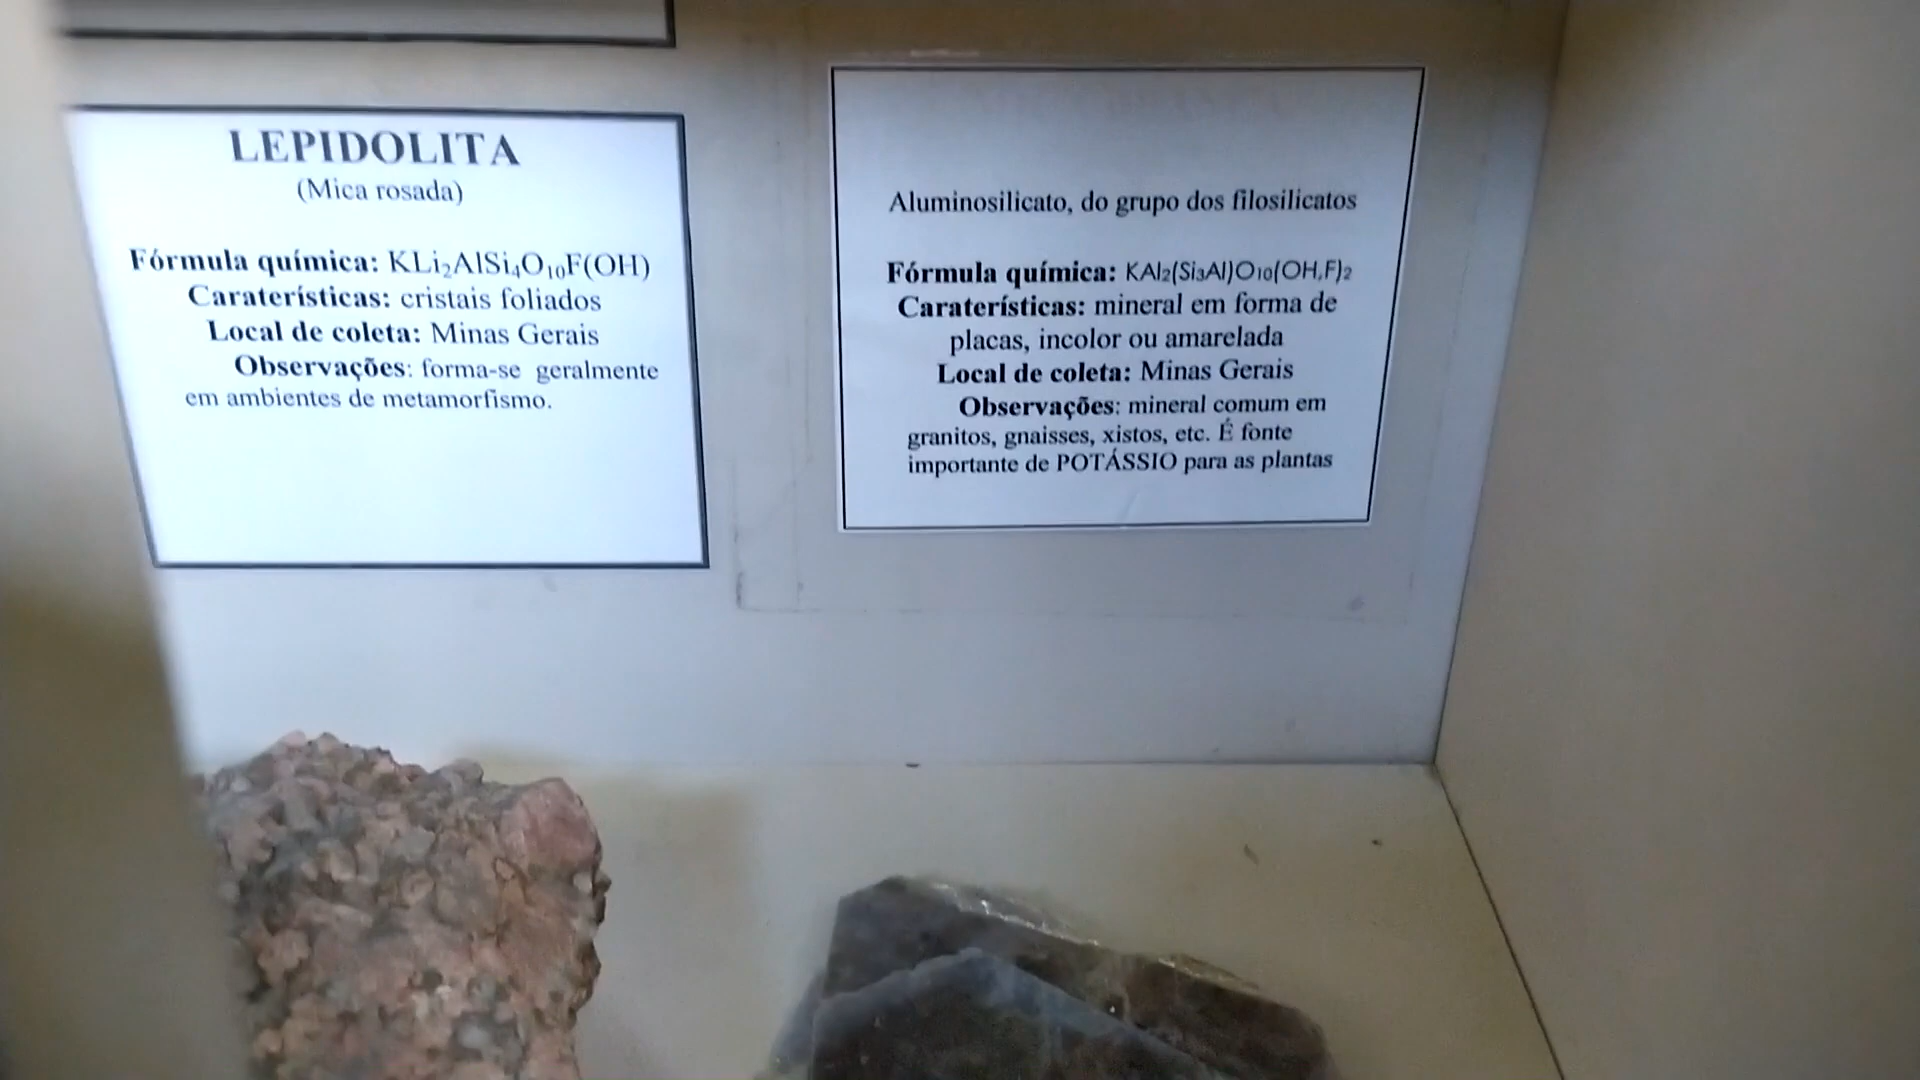 LEPIDOLITA
(Mica rosada)
Fórmula química: KLi₂AlSi₄O₁₀F(OH)
Caraterísticas: cristais foliados
Local de coleta: Minas Gerais
Observações: forma-se geralmente
em ambientes de metamorfismo.
Aluminosilicato, do grupo dos filosilicatos
Fórmula química: KAl₂(Si₃Al)O₁₀(OH,F)₂
Caraterísticas: mineral em forma de
placas, incolor ou amarelada
Local de coleta: Minas Gerais
Observações: mineral comum em
granitos, gnaisses, xistos, etc. É fonte
importante de POTÁSSIO para as plantas